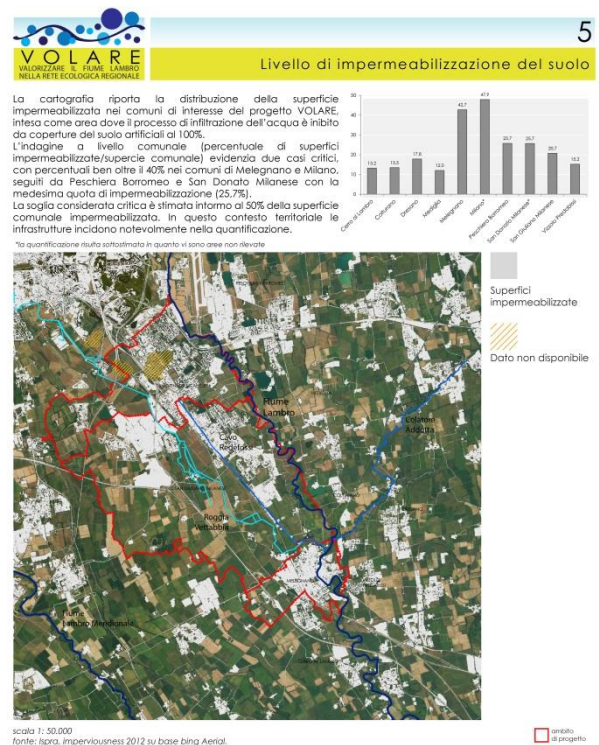 5
VOLARE
VALORIZZARE IL FIUME LAMBRO
NELLA RETE ECOLOGICA REGIONALE
Livello di impermeabilizzazione del suolo
La cartografia riporta la distribuzione della superficie
impermeabilizzata nei comuni di interesse del progetto VOLARE,
intesa come area dove il processo di infiltrazione dell'acqua è inibito
da coperture del suolo artificiali al 100%.
L'indagine a livello comunale (percentuale di superfici
impermeabilizzate/supercie comunale) evidenzia due casi critici,
con percentuali ben oltre il 40% nei comuni di Melegnano e Milano,
seguiti da Peschiera Borromeo e San Donato Milanese con la
medesima quota di impermeabilizzazione (25,7%).
La soglia considerata critica è stimata intorno al 50% della superficie
comunale impermeabilizzata. In questo contesto territoriale le
infrastrutture incidono notevolmente nella quantificazione.
*la quantificazione risulta sottostimata in quanto vi sono aree non rilevate
50
40
30
20
10
0
13,2
13,5
17,8
12,0
42,7
47,9
25,7
25,7
20,7
15,2
Cerro al Lambro
Colturano
Dresano
Mediglia
Melegnano
Milano*
Peschiera Borromeo
San Donato Milanese*
San Giuliano Milanese
Vizzolo Predabissi
Superfici
impermeabilizzate
Dato non disponibile
Fiume
Lambro
Colatore
Addetta
Cavo
Redefossi
Roggia
Vettabbia
MELEGNANO
Fiume
Lambro Meridionale
scala 1: 50.000
fonte: Ispra, imperviousness 2012 su base bing Aerial.
ambito
di progetto